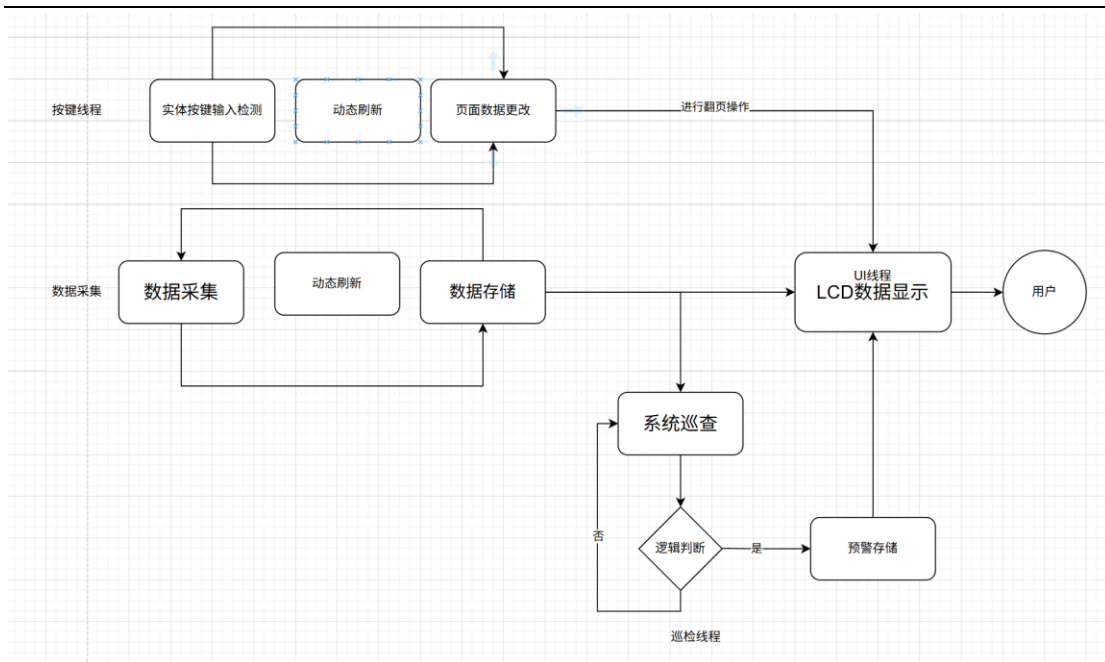 按键线程
实体按键输入检测
动态刷新
页面数据更改
进行翻页操作
数据采集
数据采集
动态刷新
数据存储
UI线程
LCD数据显示
用户
系统巡查
否
逻辑判断
是
预警存储
巡检线程